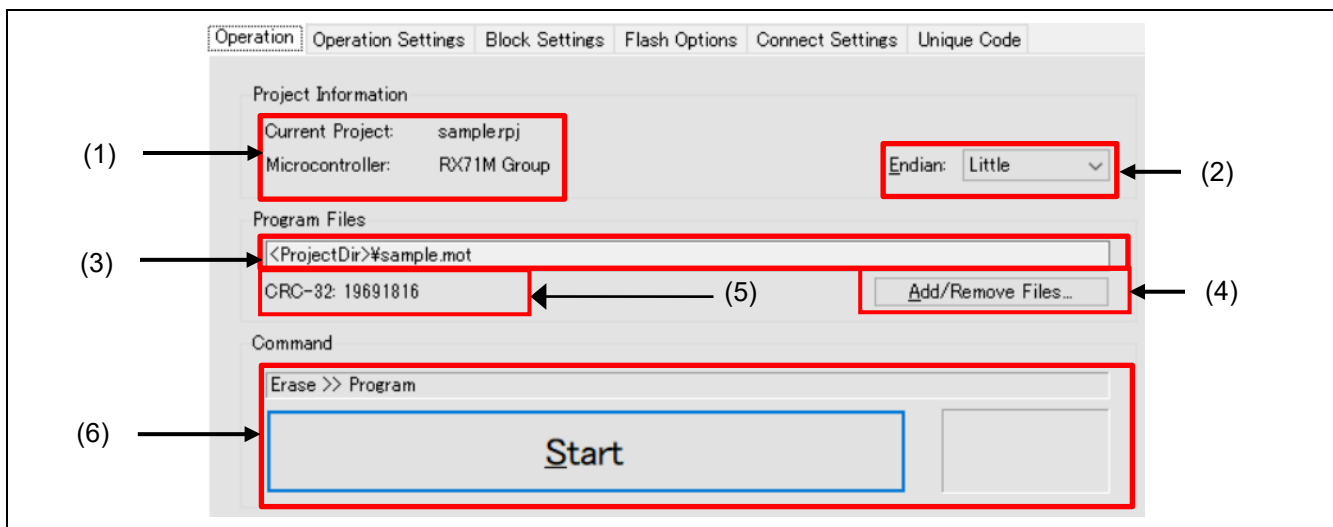 Operation Operation Settings Block Settings Flash Options Connect Settings Unique Code
Project Information
Current Project: sample.rpj
(1)
Microcontroller: RX71M Group
Endian: Little
(2)
Program Files
<ProjectDir>¥sample.mot
(3)
CRC-32: 19691816
(5)
Add/Remove Files...
(4)
Command
Erase >> Program
(6)
Start